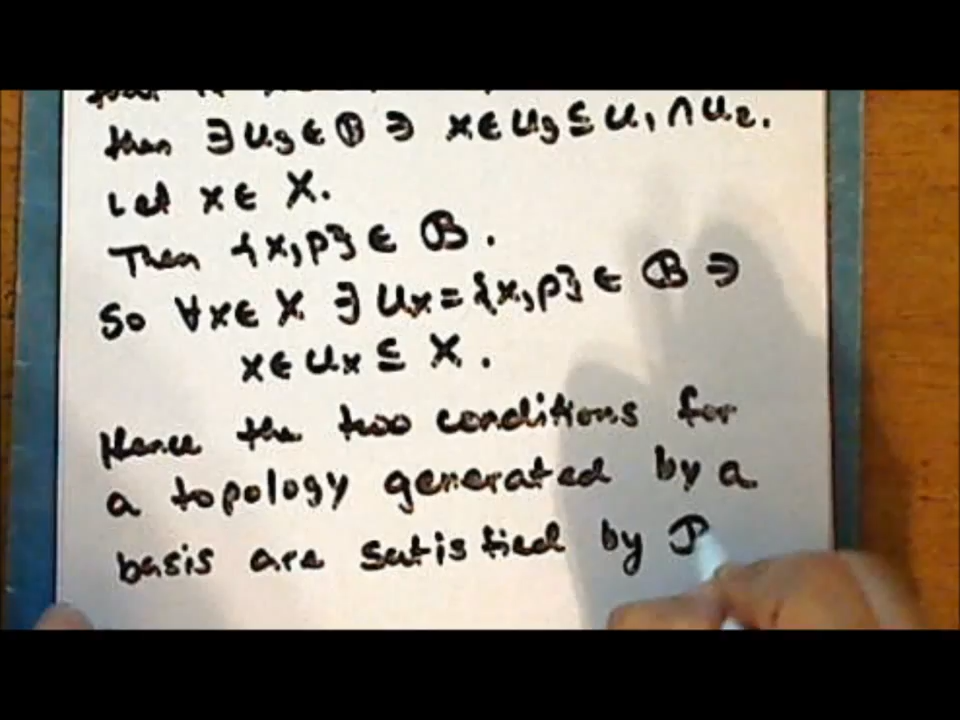 then ∃ U₃ ∈ 𝔹 ∋ x ∈ U₃ ⊆ U₁ ∩ U₂.
Let x ∈ X.
Then {x, p} ∈ 𝔹.
So ∀x ∈ X ∃ Ux = {x, p} ∈ 𝔹 ∋
x ∈ Ux ⊆ X.
Hence the two conditions for
a topology generated by a
basis are satisfied by